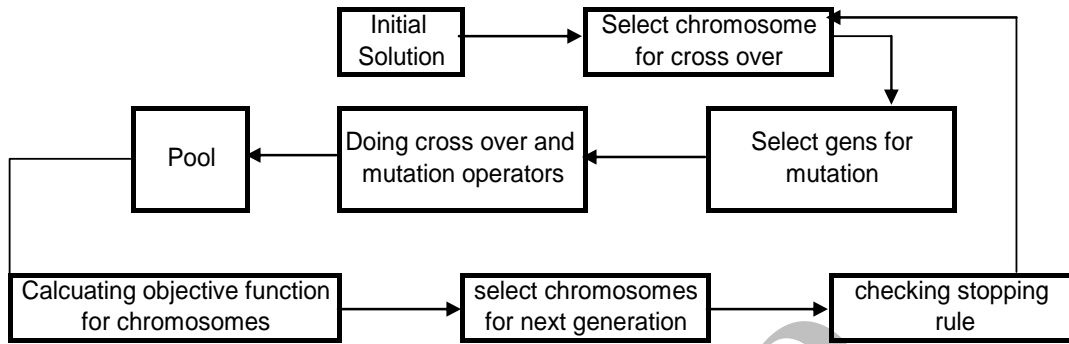 Initial
Solution
Select chromosome
for cross over
Select gens for
mutation
Doing cross over and
mutation operators
Pool
Calcuating objective function
for chromosomes
select chromosomes
for next generation
checking stopping
rule